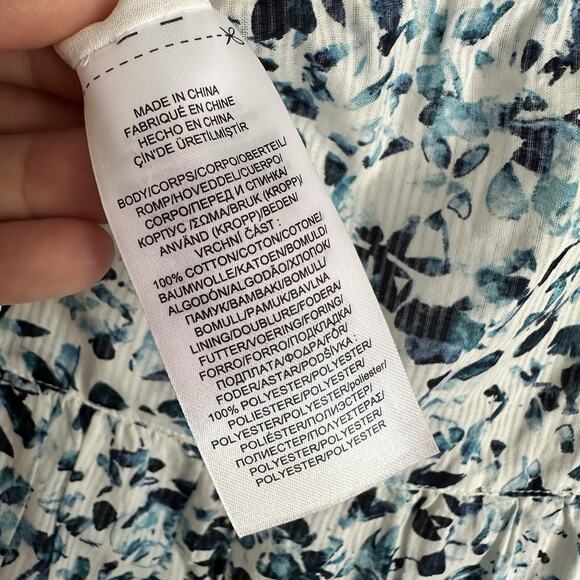 MADE IN CHINA
FABRIQUÉ EN CHINE
HECHO EN CHINA
ÇİN'DE ÜRETİLMİŞTİR
BODY/CORPS/CORPO/OBERTEIL/
ROMP/HOVEDDEL/CUERPO/
CORPO/ПЕРЕД И СПИНКА/
КОРПУС /ΣΩΜΑ/BRUK (KROPP)/
ANVÄND (KROPP)/BEDEN/
VRCHNÍ ČÁST :
100% COTTON/COTON/COTONE/
BAUMWOLLE/KATOEN/BOMULD/
ALGODÓN/ALGODÃO/ХЛОПОК/
ПАМУК/ΒΑΜΒΑΚΙ/BOMULL/
BOMULL/PAMUK/BAVLNA
LINING/DOUBLURE/FODERA/
FUTTER/VOERING/FORING/
FORRO/FORRO/ПОДКЛАДКА/
ПОДПЛАТА/ΦΟΔΡΑ/FÔR/
FODER/ASTAR/PODŠÍVKA :
100% POLYESTER/POLYESTER/
POLIESTERE/POLYESTER/
POLYESTER/POLYESTER/poliester/
POLIÉSTER/ПОЛИЭСТЕР/
ПОЛИЕСТЕР/ΠΟΛΥΕΣΤΕΡΑΣ/
POLYESTER/POLYESTER/
POLYESTER/POLYESTER